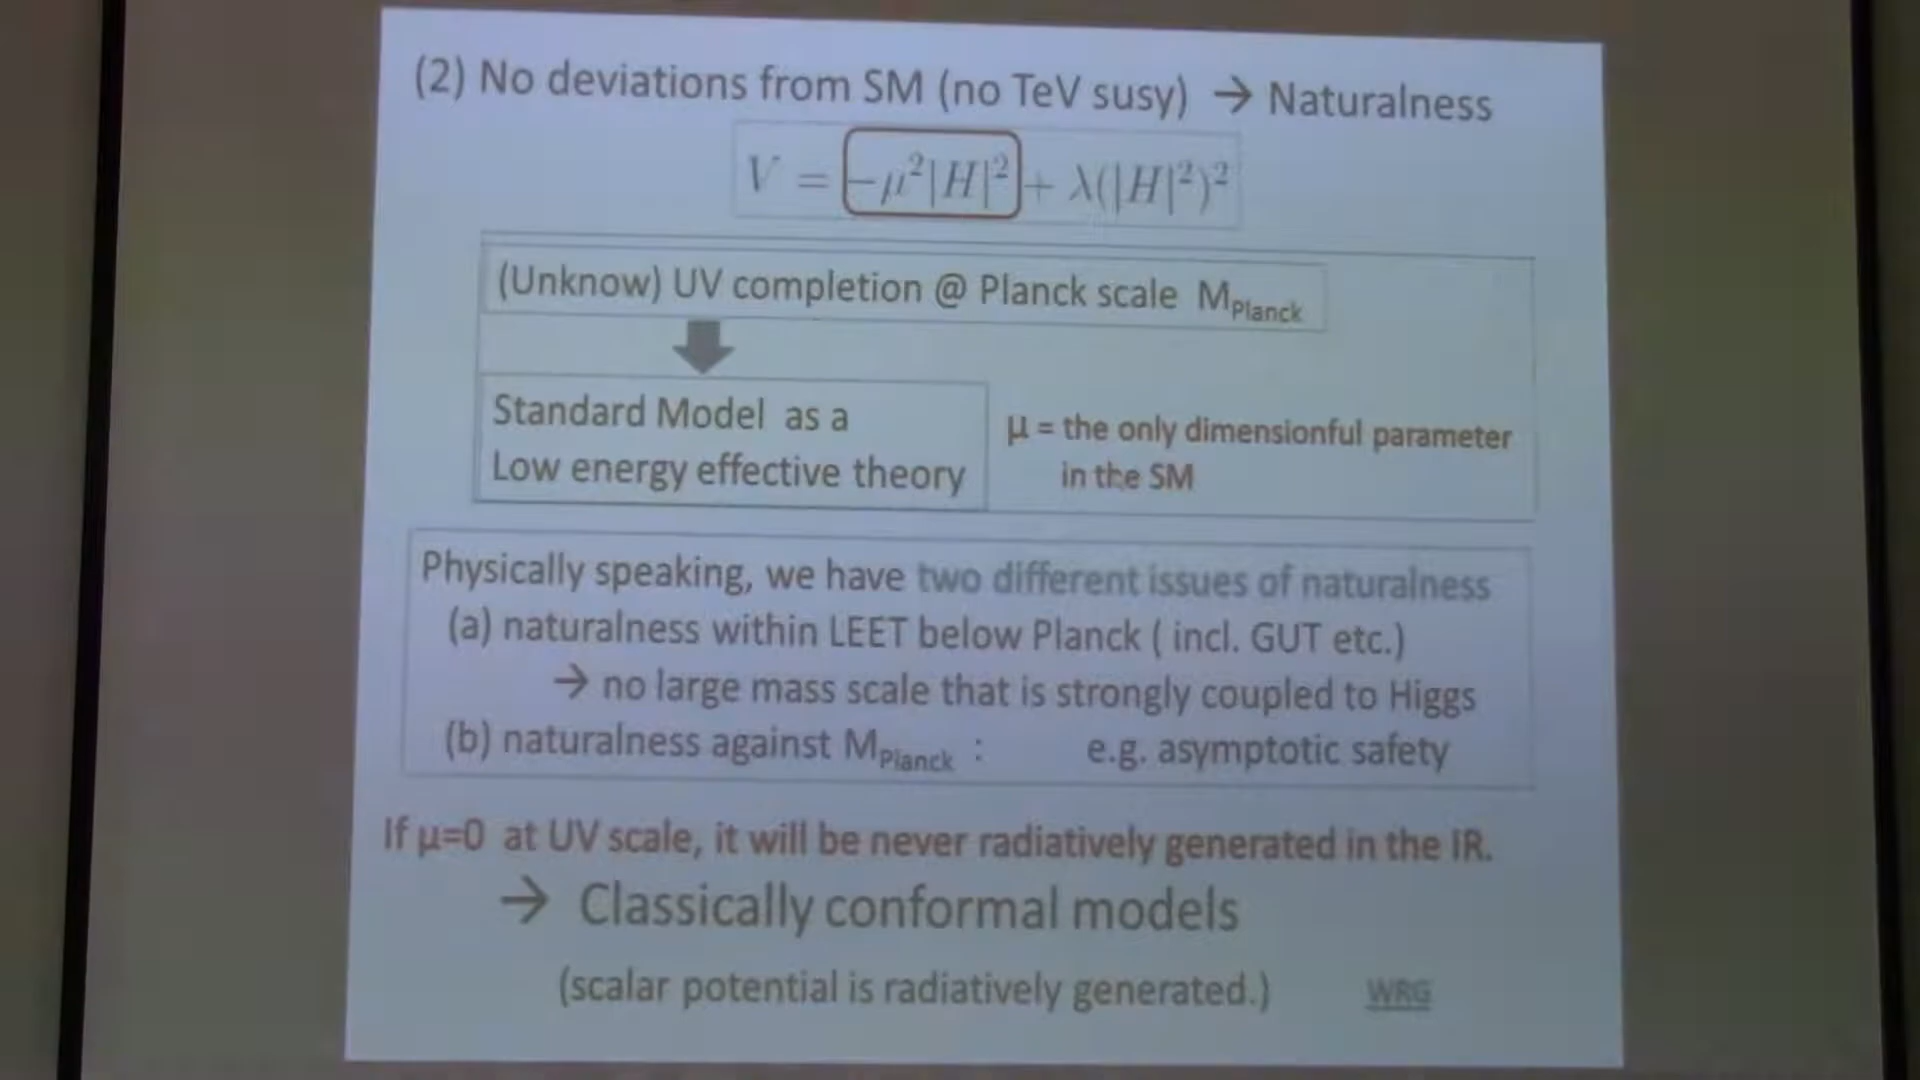 (2) No deviations from SM (no TeV susy) → Naturalness
V = -μ²|H|² + λ(|H|²)²
(Unknow) UV completion @ Planck scale M_Planck
Standard Model as a
Low energy effective theory
μ = the only dimensionful parameter
in the SM
Physically speaking, we have two different issues of naturalness
(a) naturalness within LEET below Planck ( incl. GUT etc.)
→ no large mass scale that is strongly coupled to Higgs
(b) naturalness against M_Planck : e.g. asymptotic safety
If μ=0 at UV scale, it will be never radiatively generated in the IR.
→ Classically conformal models
(scalar potential is radiatively generated.) WRG